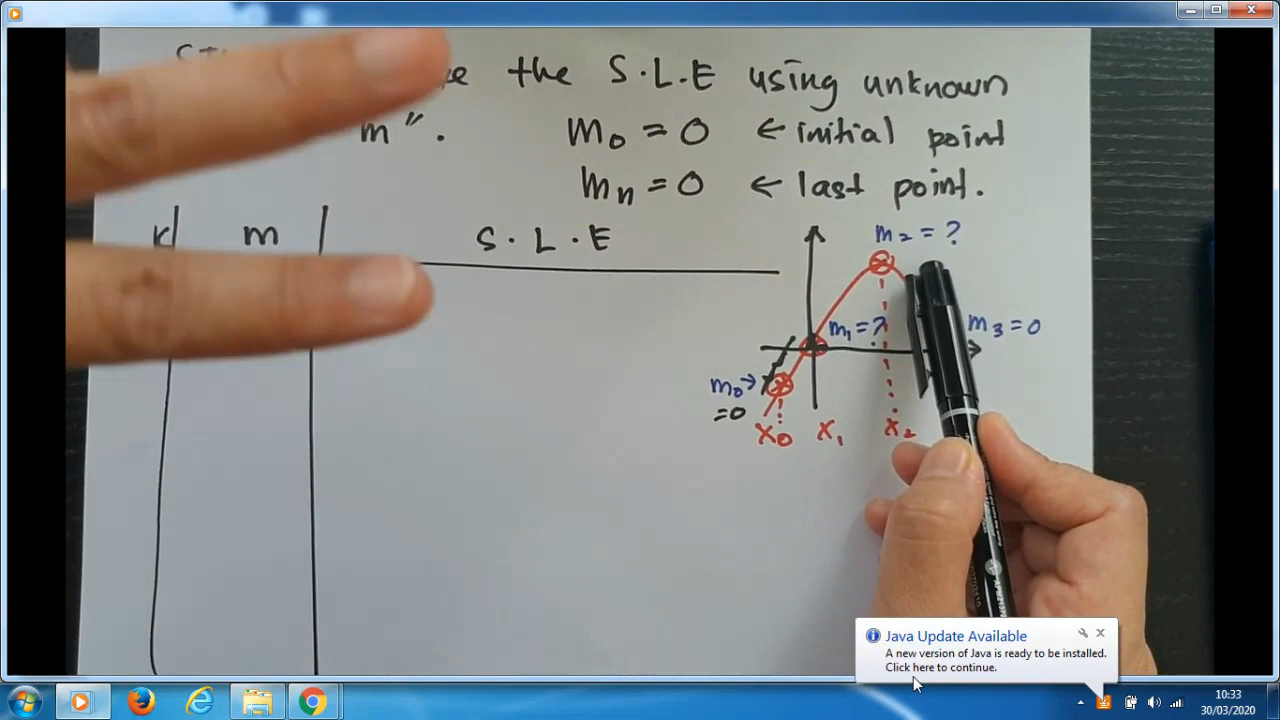 the S.L.E using unknown
m". m₀ = 0 ← initial point
mₙ = 0 ← last point.
k m S.L.E
m₂ = ?
m₁ = ? m₃ = 0
m₀ →
= 0
x₀ x₁ x₂
Java Update Available
A new version of Java is ready to be installed.
Click here to continue.
10:33
30/03/2020